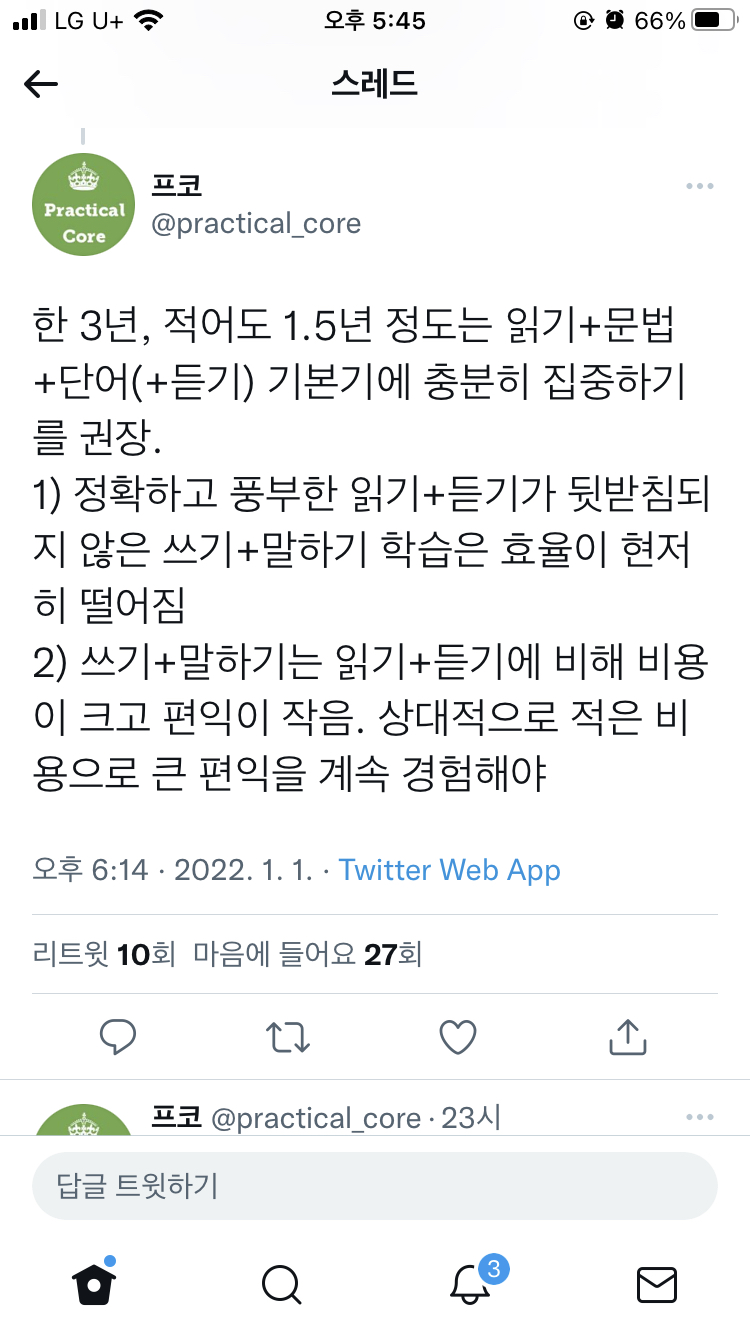 LG U+ 오후 5:45 66%
스레드
Practical
Core
프코
@practical_core
한 3년, 적어도 1.5년 정도는 읽기+문법
+단어(+듣기) 기본기에 충분히 집중하기
를 권장.
1) 정확하고 풍부한 읽기+듣기가 뒷받침되
지 않은 쓰기+말하기 학습은 효율이 현저
히 떨어짐
2) 쓰기+말하기는 읽기+듣기에 비해 비용
이 크고 편익이 작음. 상대적으로 적은 비
용으로 큰 편익을 계속 경험해야
오후 6:14 · 2022. 1. 1. · Twitter Web App
리트윗 10회 마음에 들어요 27회
프코 @practical_core · 23시
답글 트윗하기
3